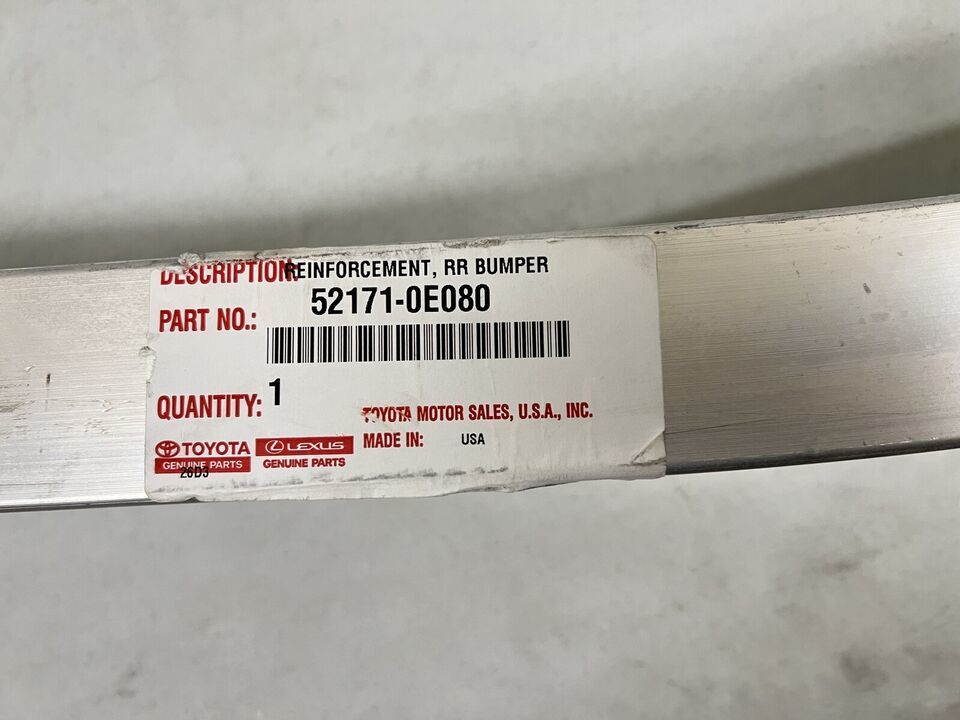 DESCRIPTION: REINFORCEMENT, RR BUMPER
PART NO.: 52171-0E080
QUANTITY: 1
TOYOTA MOTOR SALES, U.S.A., INC.
MADE IN: USA
TOYOTA
GENUINE PARTS
LEXUS
GENUINE PARTS